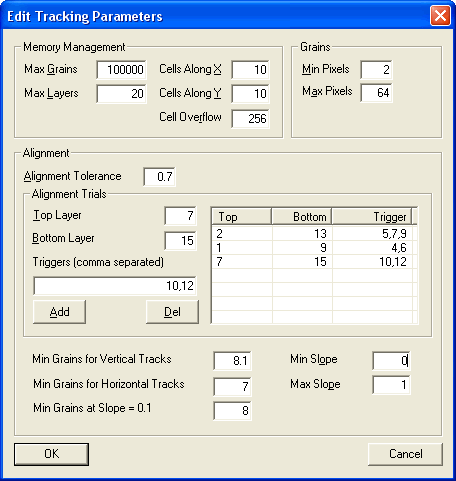 Edit Tracking Parameters
Memory Management
Max Grains 100000 Cells Along X 10
Max Layers 20 Cells Along Y 10
Cell Overflow 256
Grains
Min Pixels 2
Max Pixels 64
Alignment
Alignment Tolerance 0.7
Alignment Trials
Top Layer 7
Bottom Layer 15
Triggers (comma separated)
10,12
Add Del
Top Bottom Trigger
2 13 5,7,9
1 9 4,6
7 15 10,12
Min Grains for Vertical Tracks 8.1 Min Slope 0
Min Grains for Horizontal Tracks 7 Max Slope 1
Min Grains at Slope = 0.1 8
OK Cancel